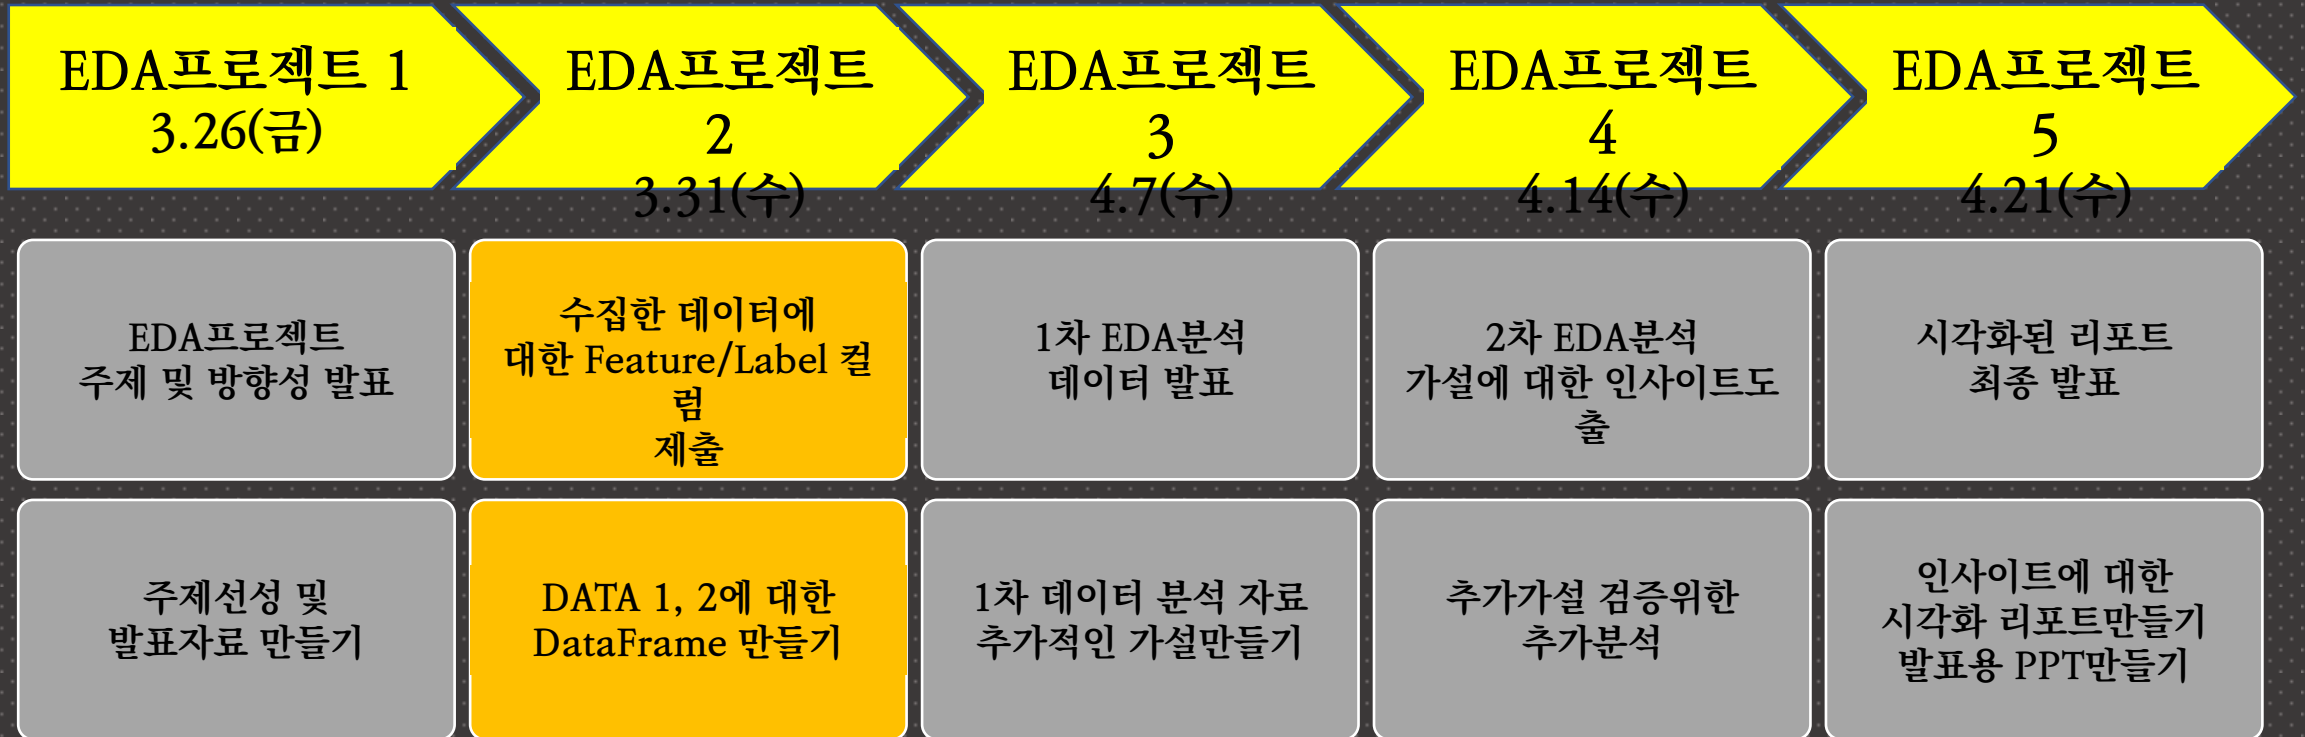 EDA프로젝트 1
3.26(금)
EDA프로젝트
2
3.31(수)
EDA프로젝트
3
4.7(수)
EDA프로젝트
4
4.14(수)
EDA프로젝트
5
4.21(수)
EDA프로젝트
주제 및 방향성 발표
수집한 데이터에
대한 Feature/Label 컬
럼
제출
1차 EDA분석
데이터 발표
2차 EDA분석
가설에 대한 인사이트도
출
시각화된 리포트
최종 발표
주제선성 및
발표자료 만들기
DATA 1, 2에 대한
DataFrame 만들기
1차 데이터 분석 자료
추가적인 가설만들기
추가가설 검증위한
추가분석
인사이트에 대한
시각화 리포트만들기
발표용 PPT만들기